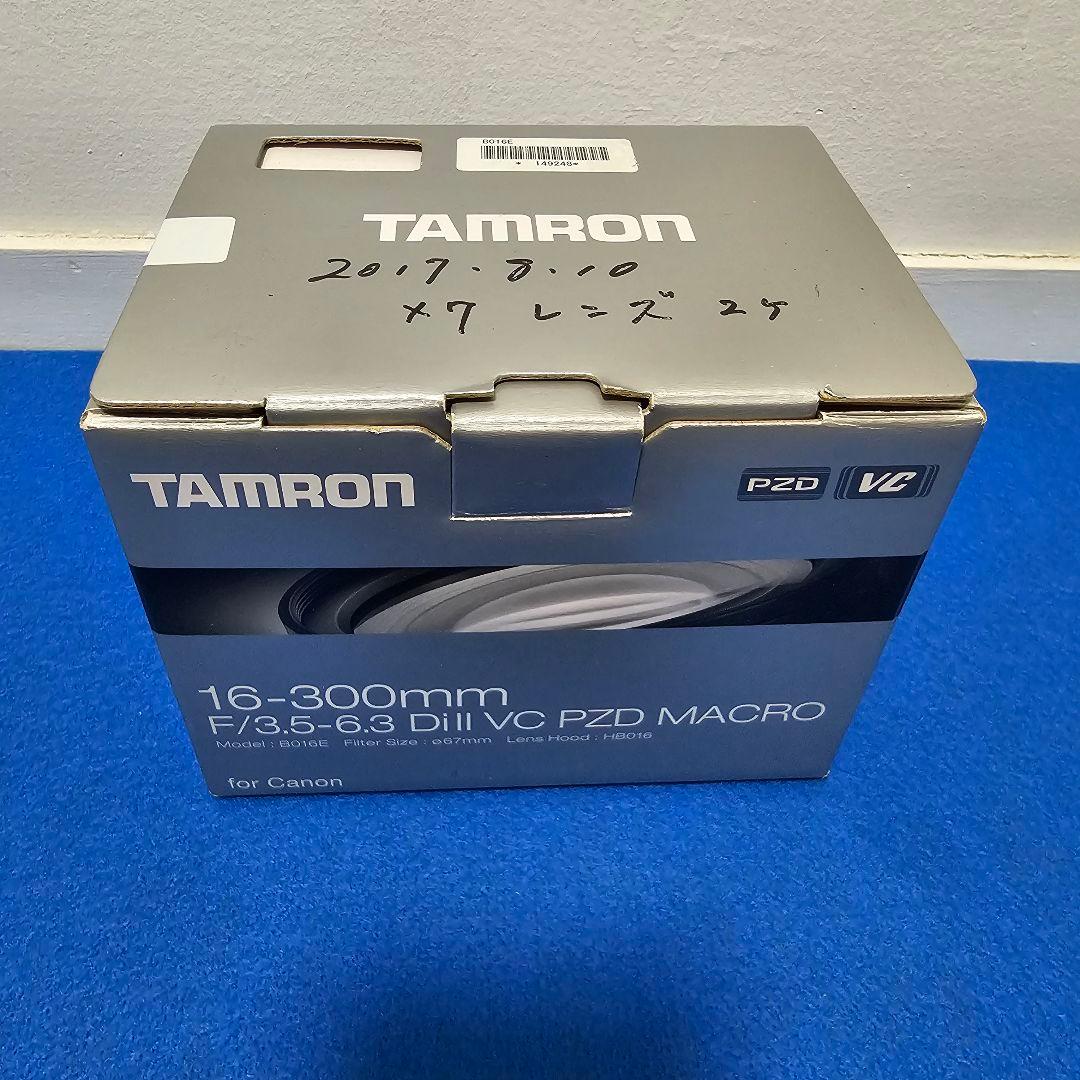 B016E
* 149248*
TAMRON
2017.8.10
X7 レンズ 2ケ
TAMRON
PZD VC
16-300mm
F/3.5-6.3 Di II VC PZD MACRO
Model : B016E Filter Size : ø67mm Lens Hood : HB016
for Canon